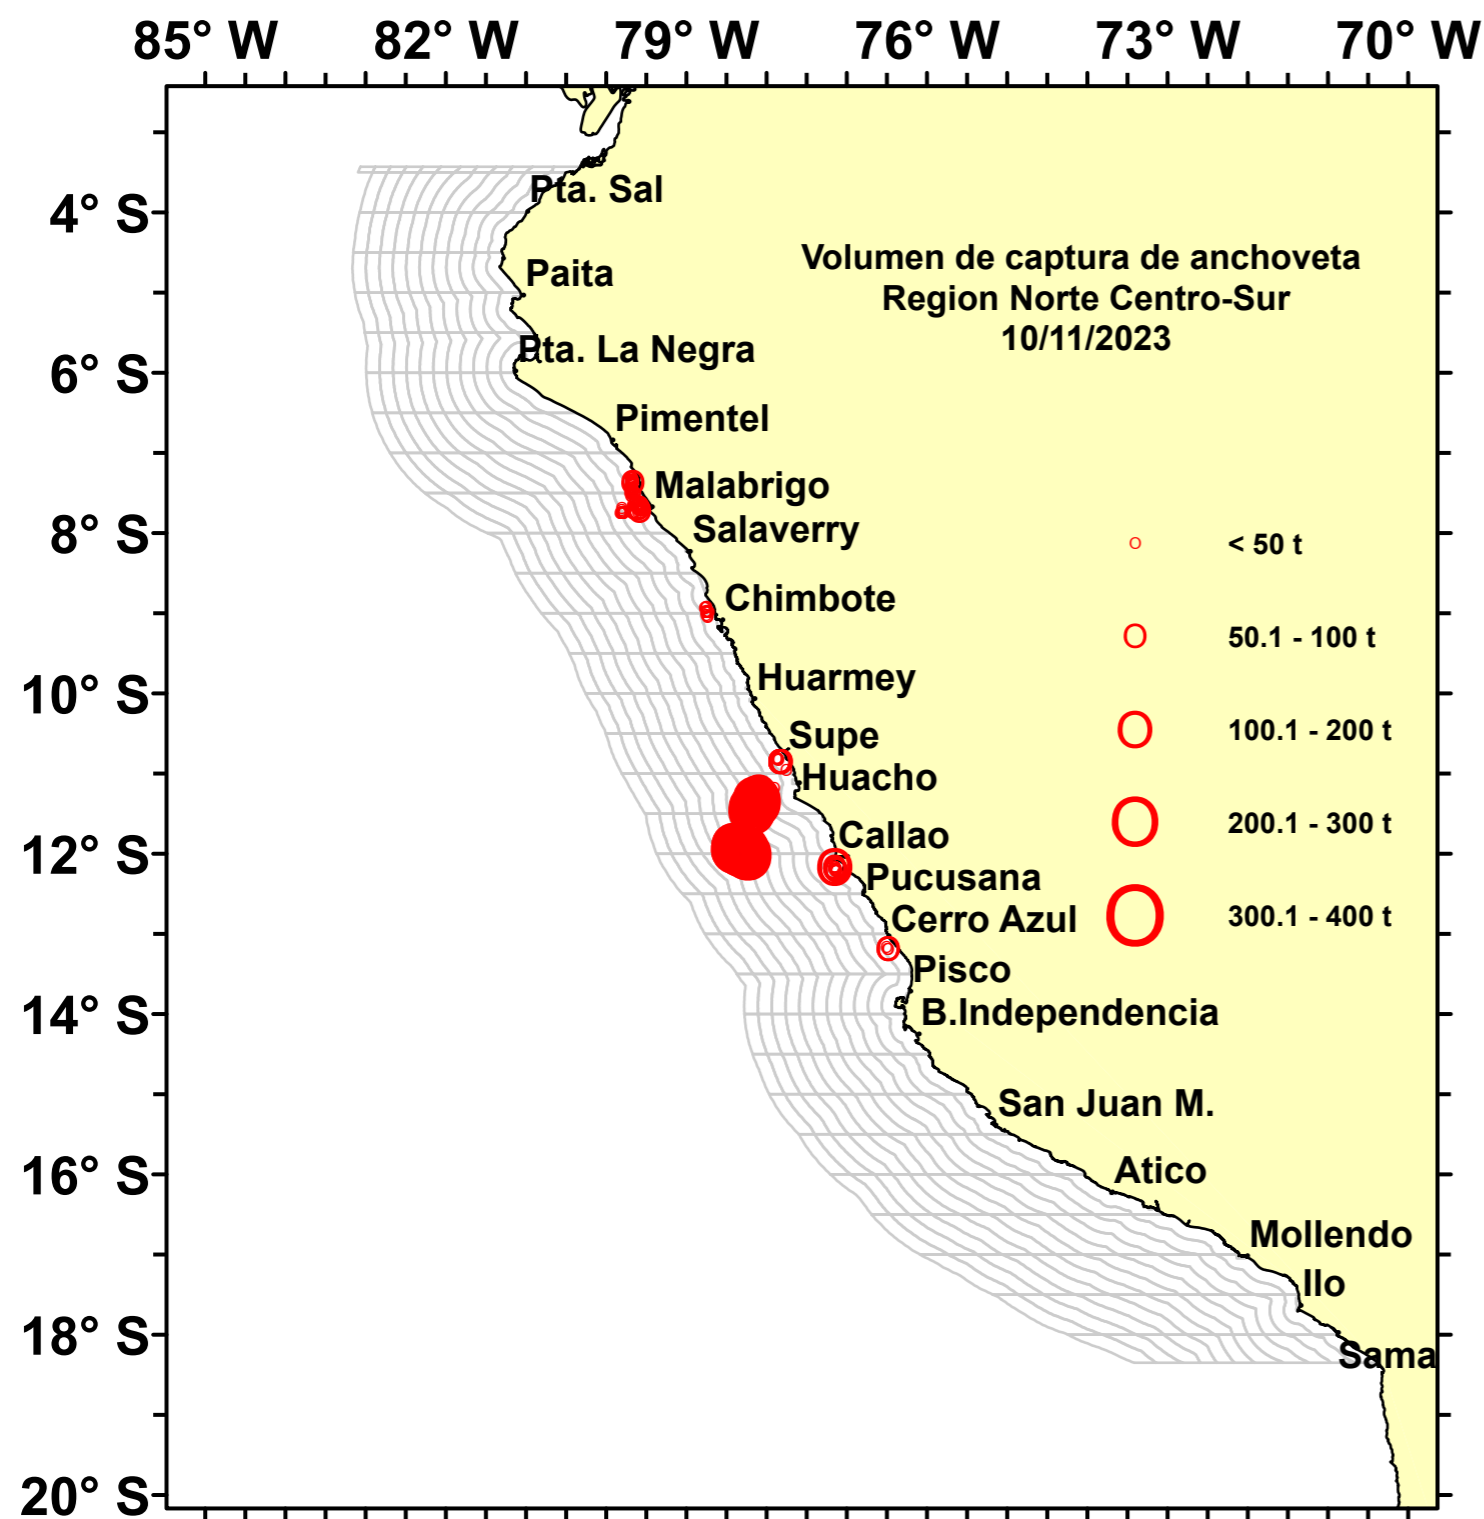 85° W 82° W 79° W 76° W 73° W 70° W
4° S
6° S
8° S
10° S
12° S
14° S
16° S
18° S
20° S
Volumen de captura de anchoveta
Region Norte Centro-Sur
10/11/2023
Pta. Sal
Paita
Pta. La Negra
Pimentel
Malabrigo
Salaverry
Chimbote
Huarmey
Supe
Huacho
Callao
Pucusana
Cerro Azul
Pisco
B.Independencia
San Juan M.
Atico
Mollendo
Ilo
Sama
< 50 t
50.1 - 100 t
100.1 - 200 t
200.1 - 300 t
300.1 - 400 t